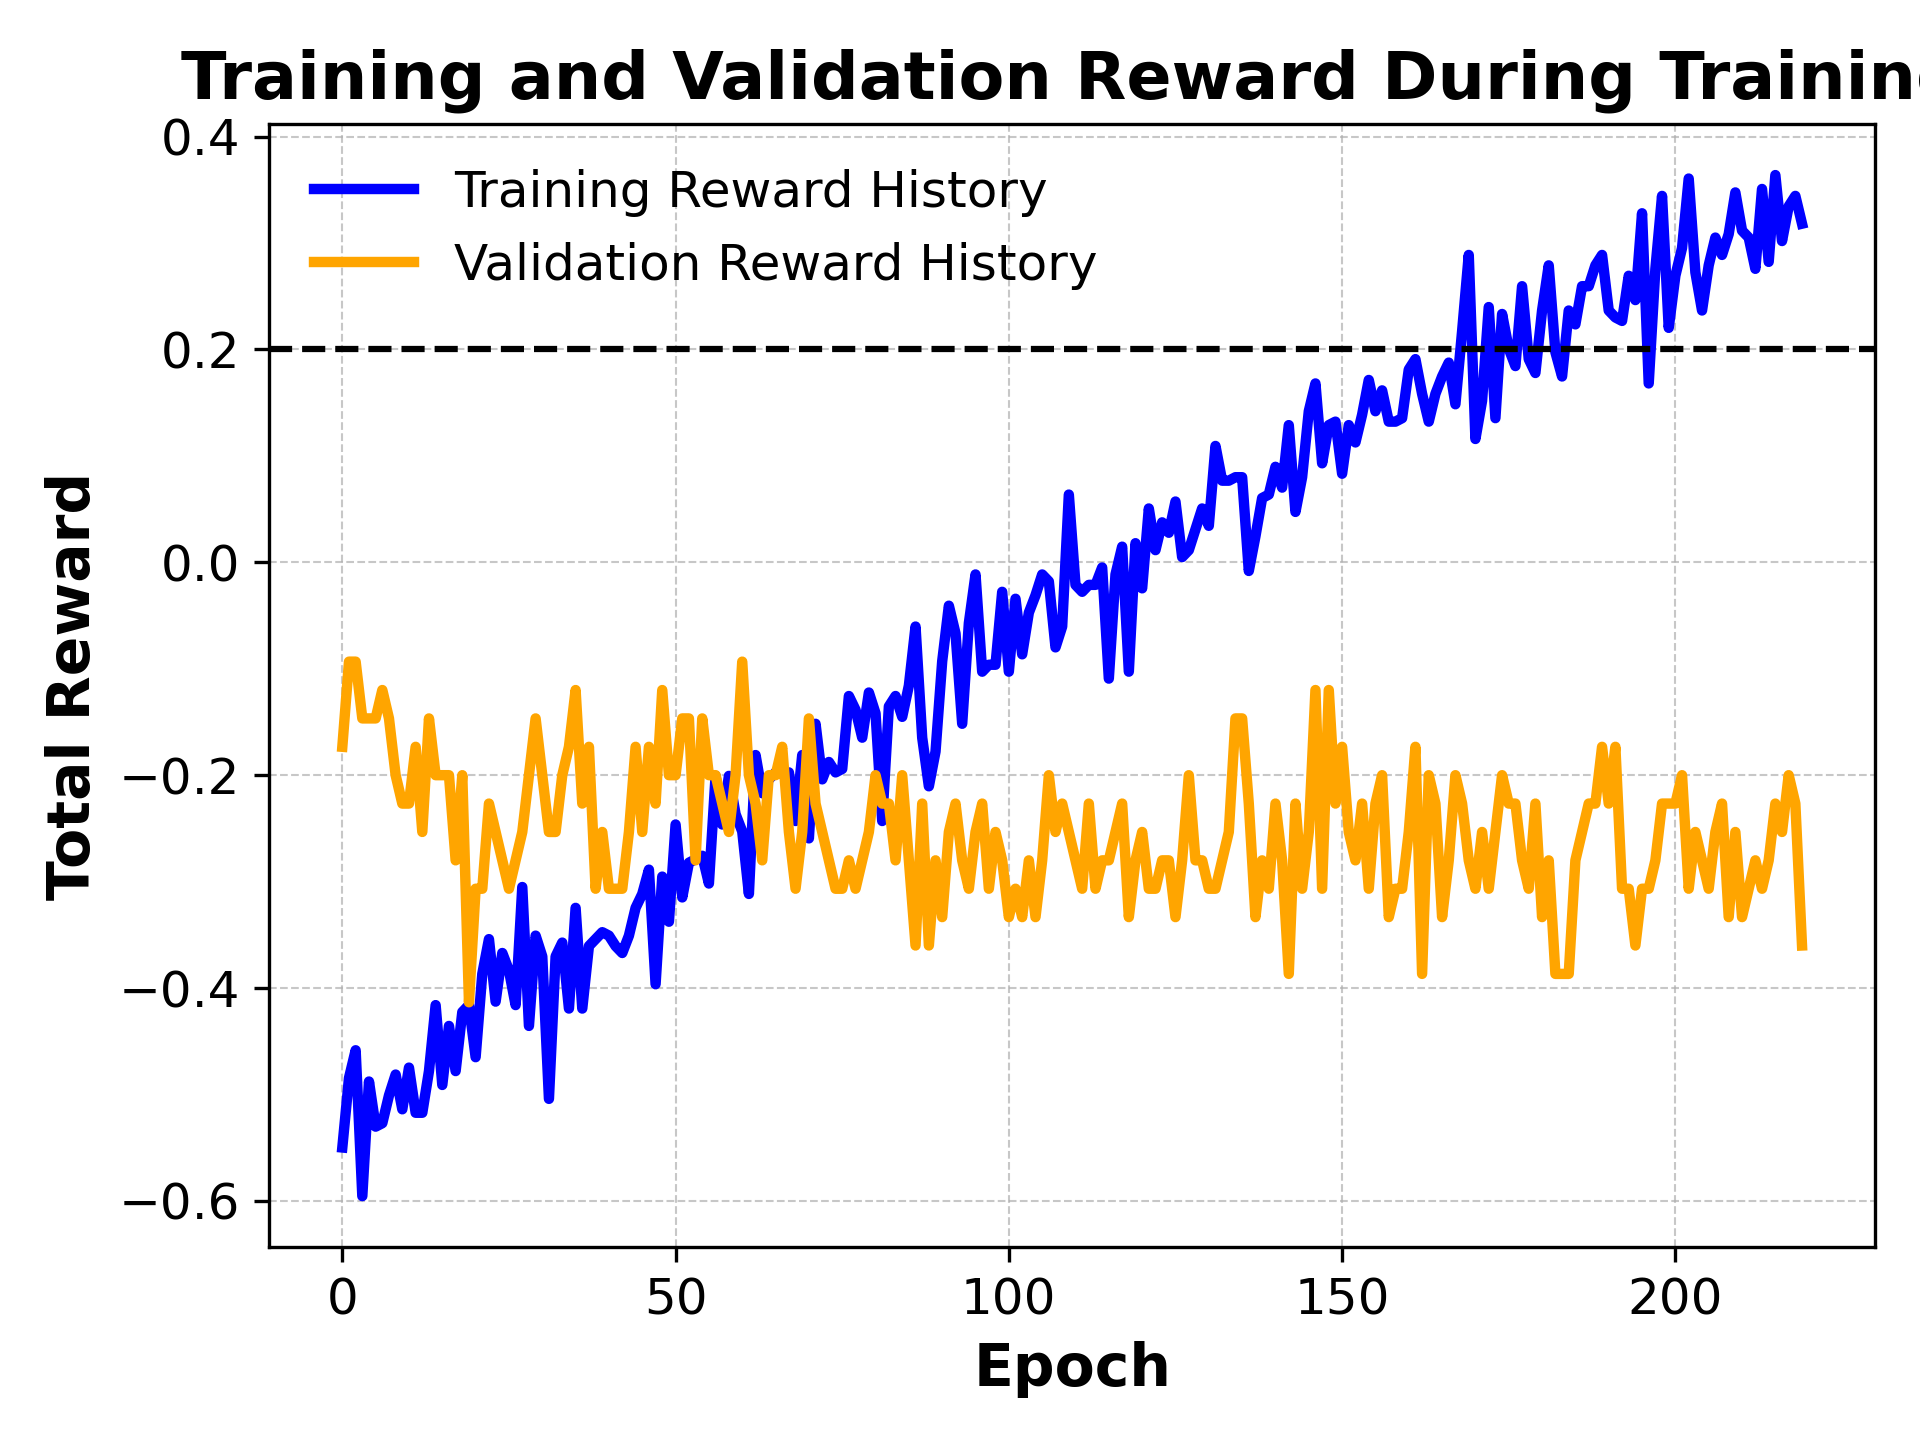 Training and Validation Reward During Trainin
Training Reward History
Validation Reward History
0.4
0.2
0.0
−0.2
−0.4
−0.6
Total Reward
0
50
100
150
200
Epoch